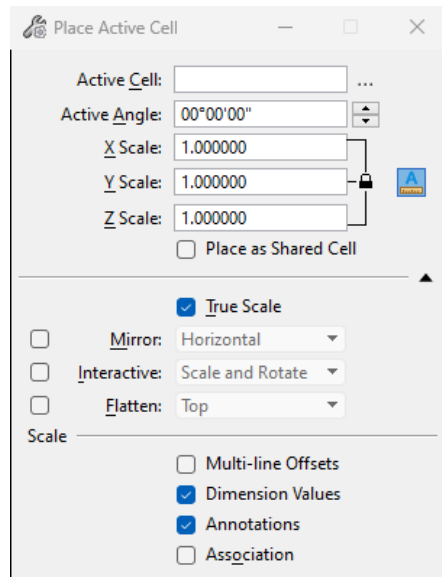 Place Active Cell
Active Cell: ...
Active Angle: 00°00'00"
X Scale: 1.000000
Y Scale: 1.000000
A
Z Scale: 1.000000
Place as Shared Cell
True Scale
Mirror: Horizontal
Interactive: Scale and Rotate
Flatten: Top
Scale
Multi-line Offsets
Dimension Values
Annotations
Association